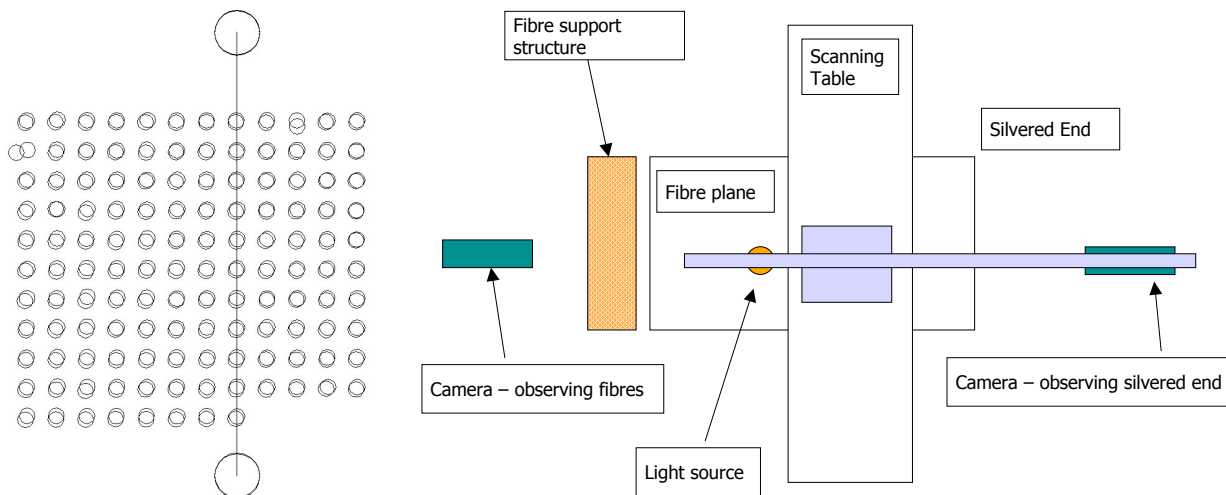 Fibre support
structure
Scanning
Table
Silvered End
Fibre plane
Camera – observing fibres
Camera – observing silvered end
Light source